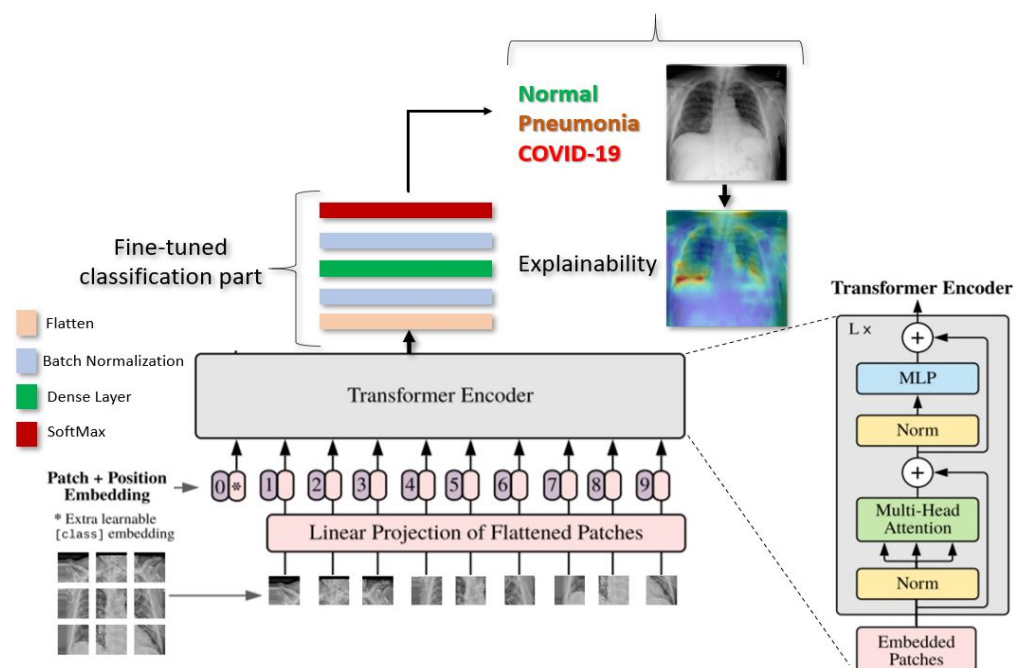 Normal
Pneumonia
COVID-19
Explainability
Fine-tuned
classification part
Flatten
Batch Normalization
Dense Layer
SoftMax
Transformer Encoder
Patch + Position
Embedding
0 * 1 2 3 4 5 6 7 8 9
* Extra learnable
[class] embedding
Linear Projection of Flattened Patches
Transformer Encoder
L ×
+
MLP
Norm
+
Multi-Head
Attention
Norm
Embedded
Patches